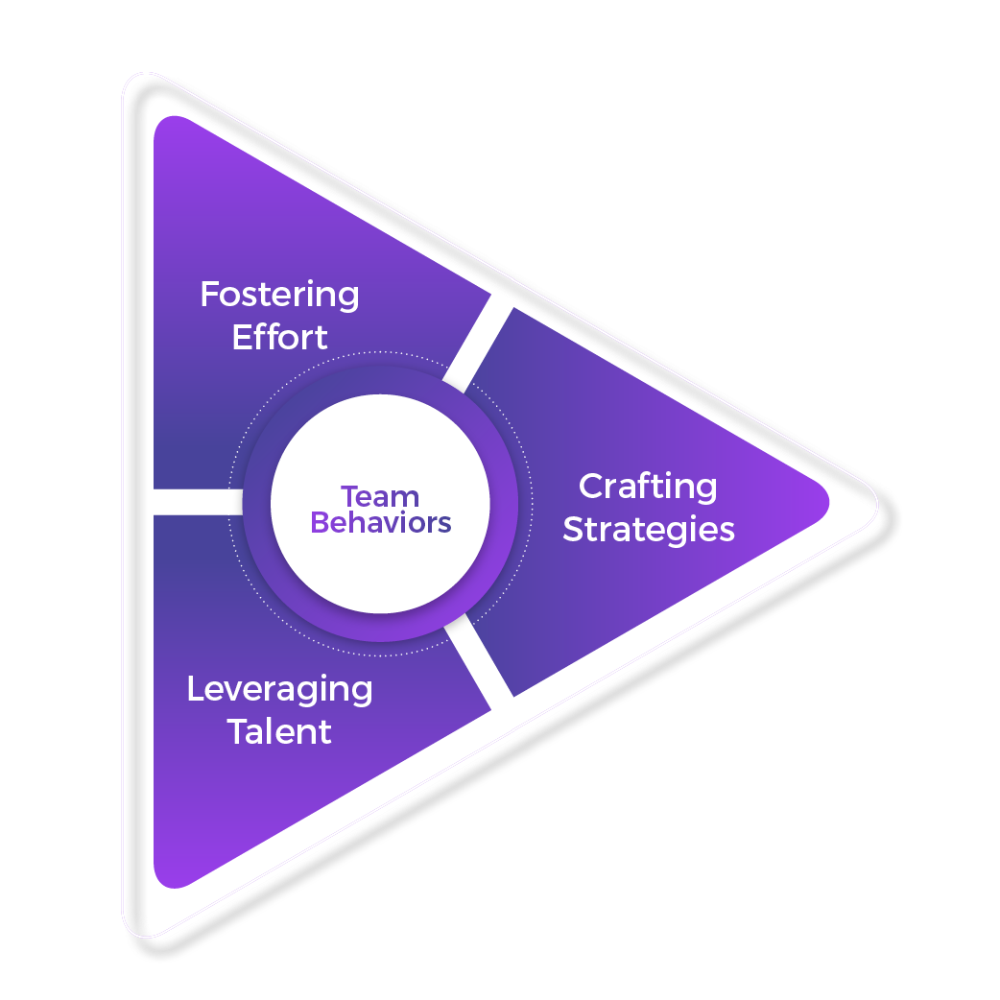 Fostering
Effort
Crafting
Strategies
Team
Behaviors
Leveraging
Talent